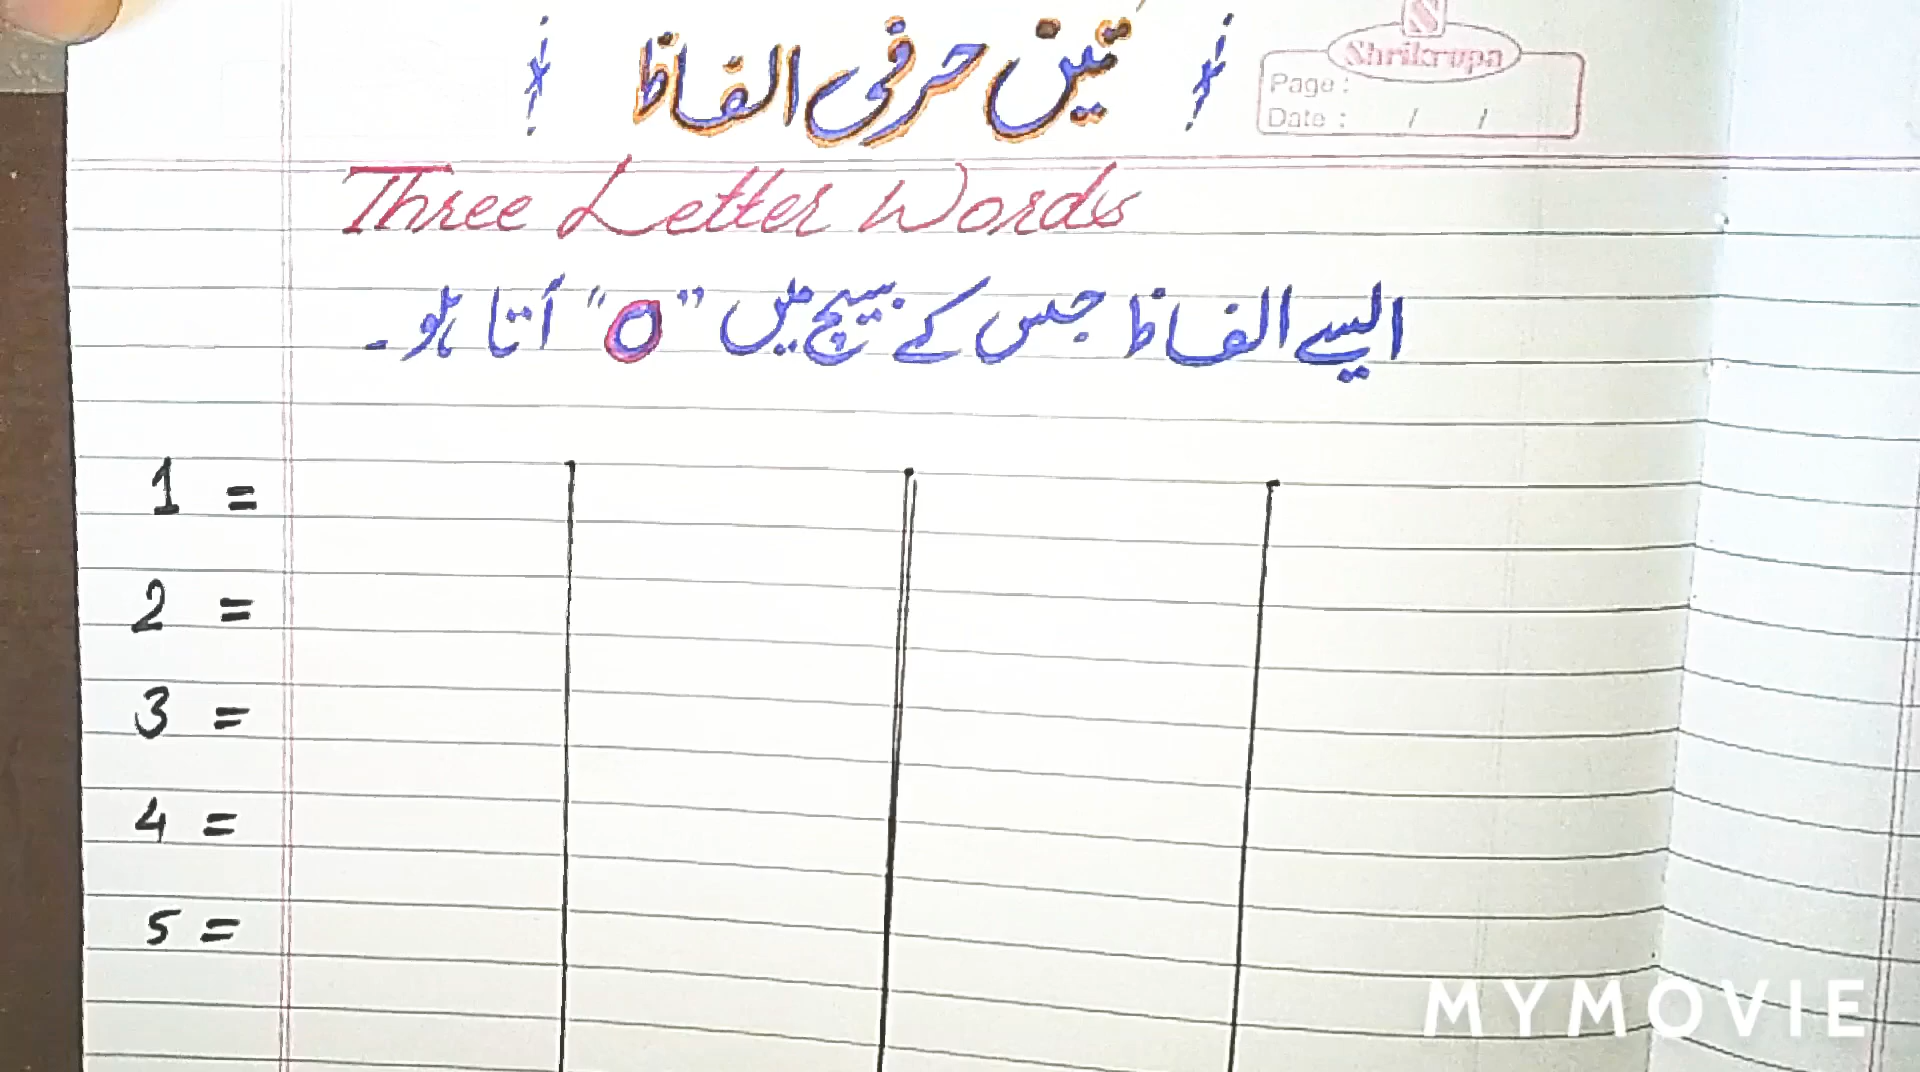 تین حرفی الفاظ
Shrikrupa
Page :
Date : / /
Three Letter Words
ایسے الفاظ جس کے بیچ میں "ہ" آتا ہو۔
1 =
2 =
3 =
4 =
5 =
MYMOVIE